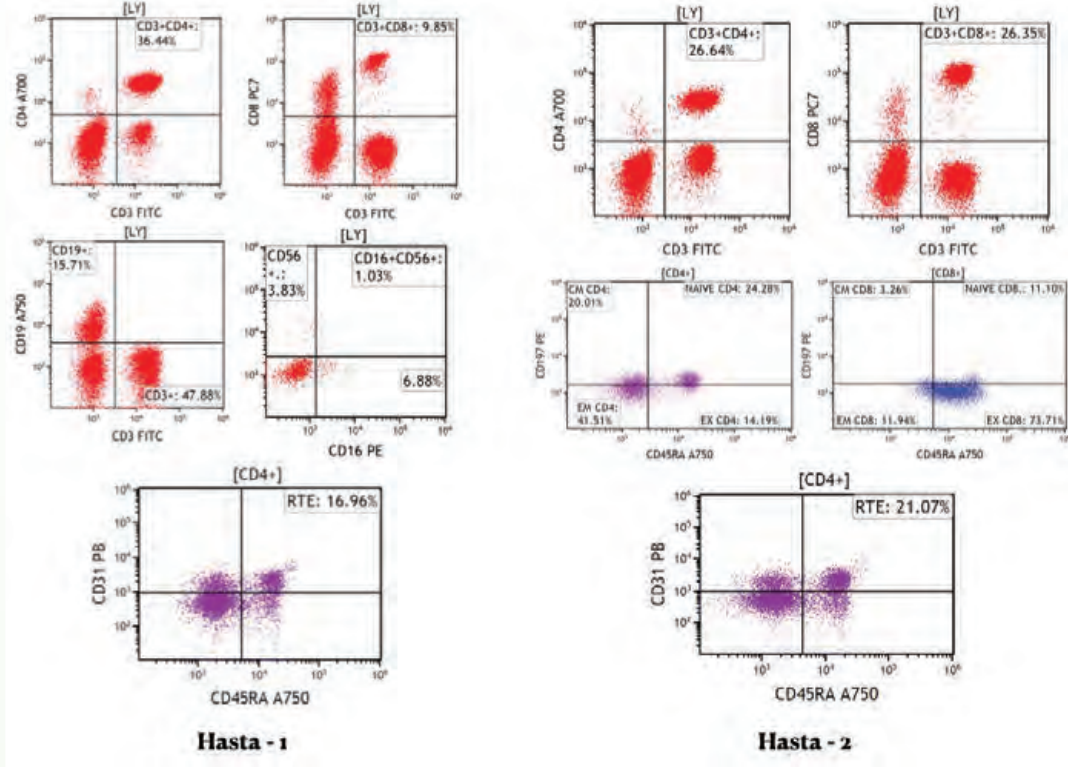 [LY]
CD3+CD4+:
36.44%
CD4 A700
CD3 FITC
[LY]
CD3+CD8+: 9.85%
CD8 PC7
CD3 FITC
[LY]
CD19+:
15.71%
CD19 A750
CD3+: 47.88%
CD3 FITC
[LY]
CD56
+.:
3.83%
CD16+CD56+:
1.03%
6.88%
CD16 PE
[CD4+]
RTE: 16.96%
CD31 PB
CD45RA A750
Hasta - 1
[LY]
CD3+CD4+:
26.64%
CD4 A700
CD3 FITC
[LY]
CD3+CD8+: 26.35%
CD8 PC7
CD3 FITC
[CD4+]
CM CD4:
20.01%
NAIVE CD4: 24.28%
CD197 PE
EM CD4:
41.51%
EX CD4: 14.19%
CD45RA A750
[CD8+]
CM CD8: 3.26%
NAIVE CD8.: 11.10%
CD197 PE
EM CD8: 11.94%
EX CD8: 73.71%
CD45RA A750
[CD4+]
RTE: 21.07%
CD31 PB
CD45RA A750
Hasta - 2